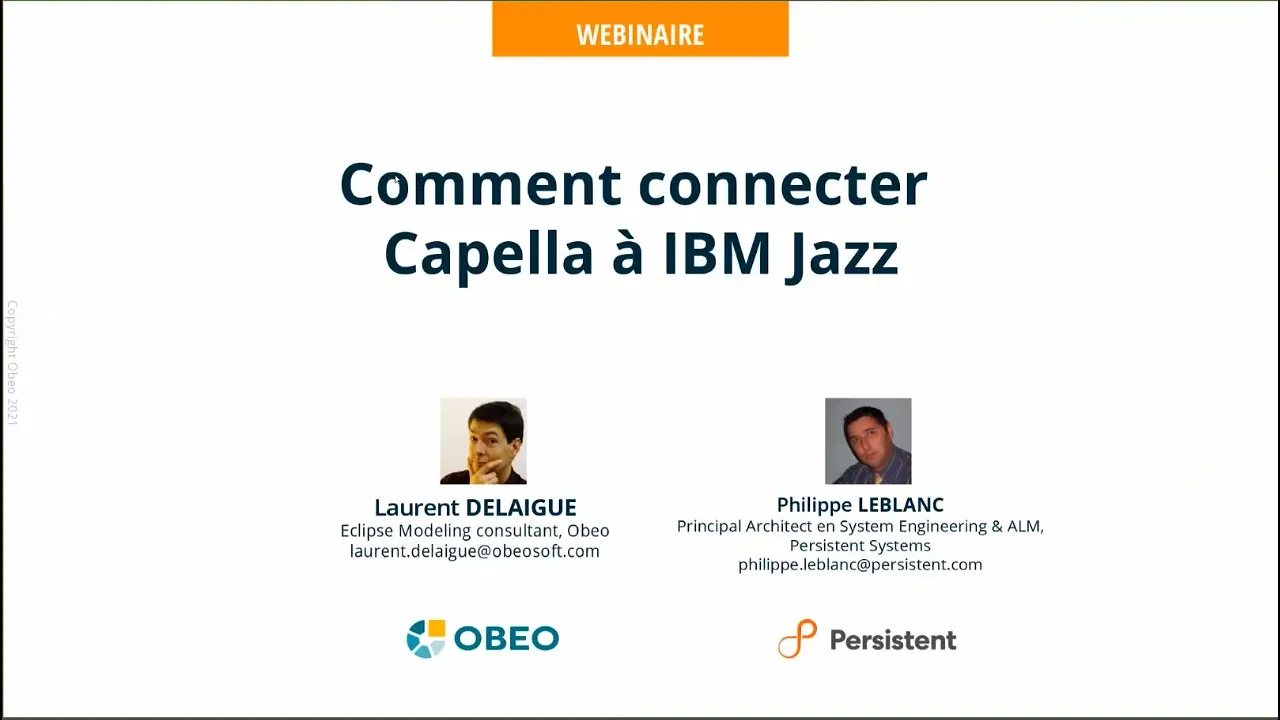 WEBINAIRE
Comment connecter
Capella à IBM Jazz
Copyright Obeo 2021
Laurent DELAIGUE
Eclipse Modeling consultant, Obeo
laurent.delaigue@obeosoft.com
Philippe LEBLANC
Principal Architect en System Engineering & ALM,
Persistent Systems
philippe.leblanc@persistent.com
OBEO
Persistent